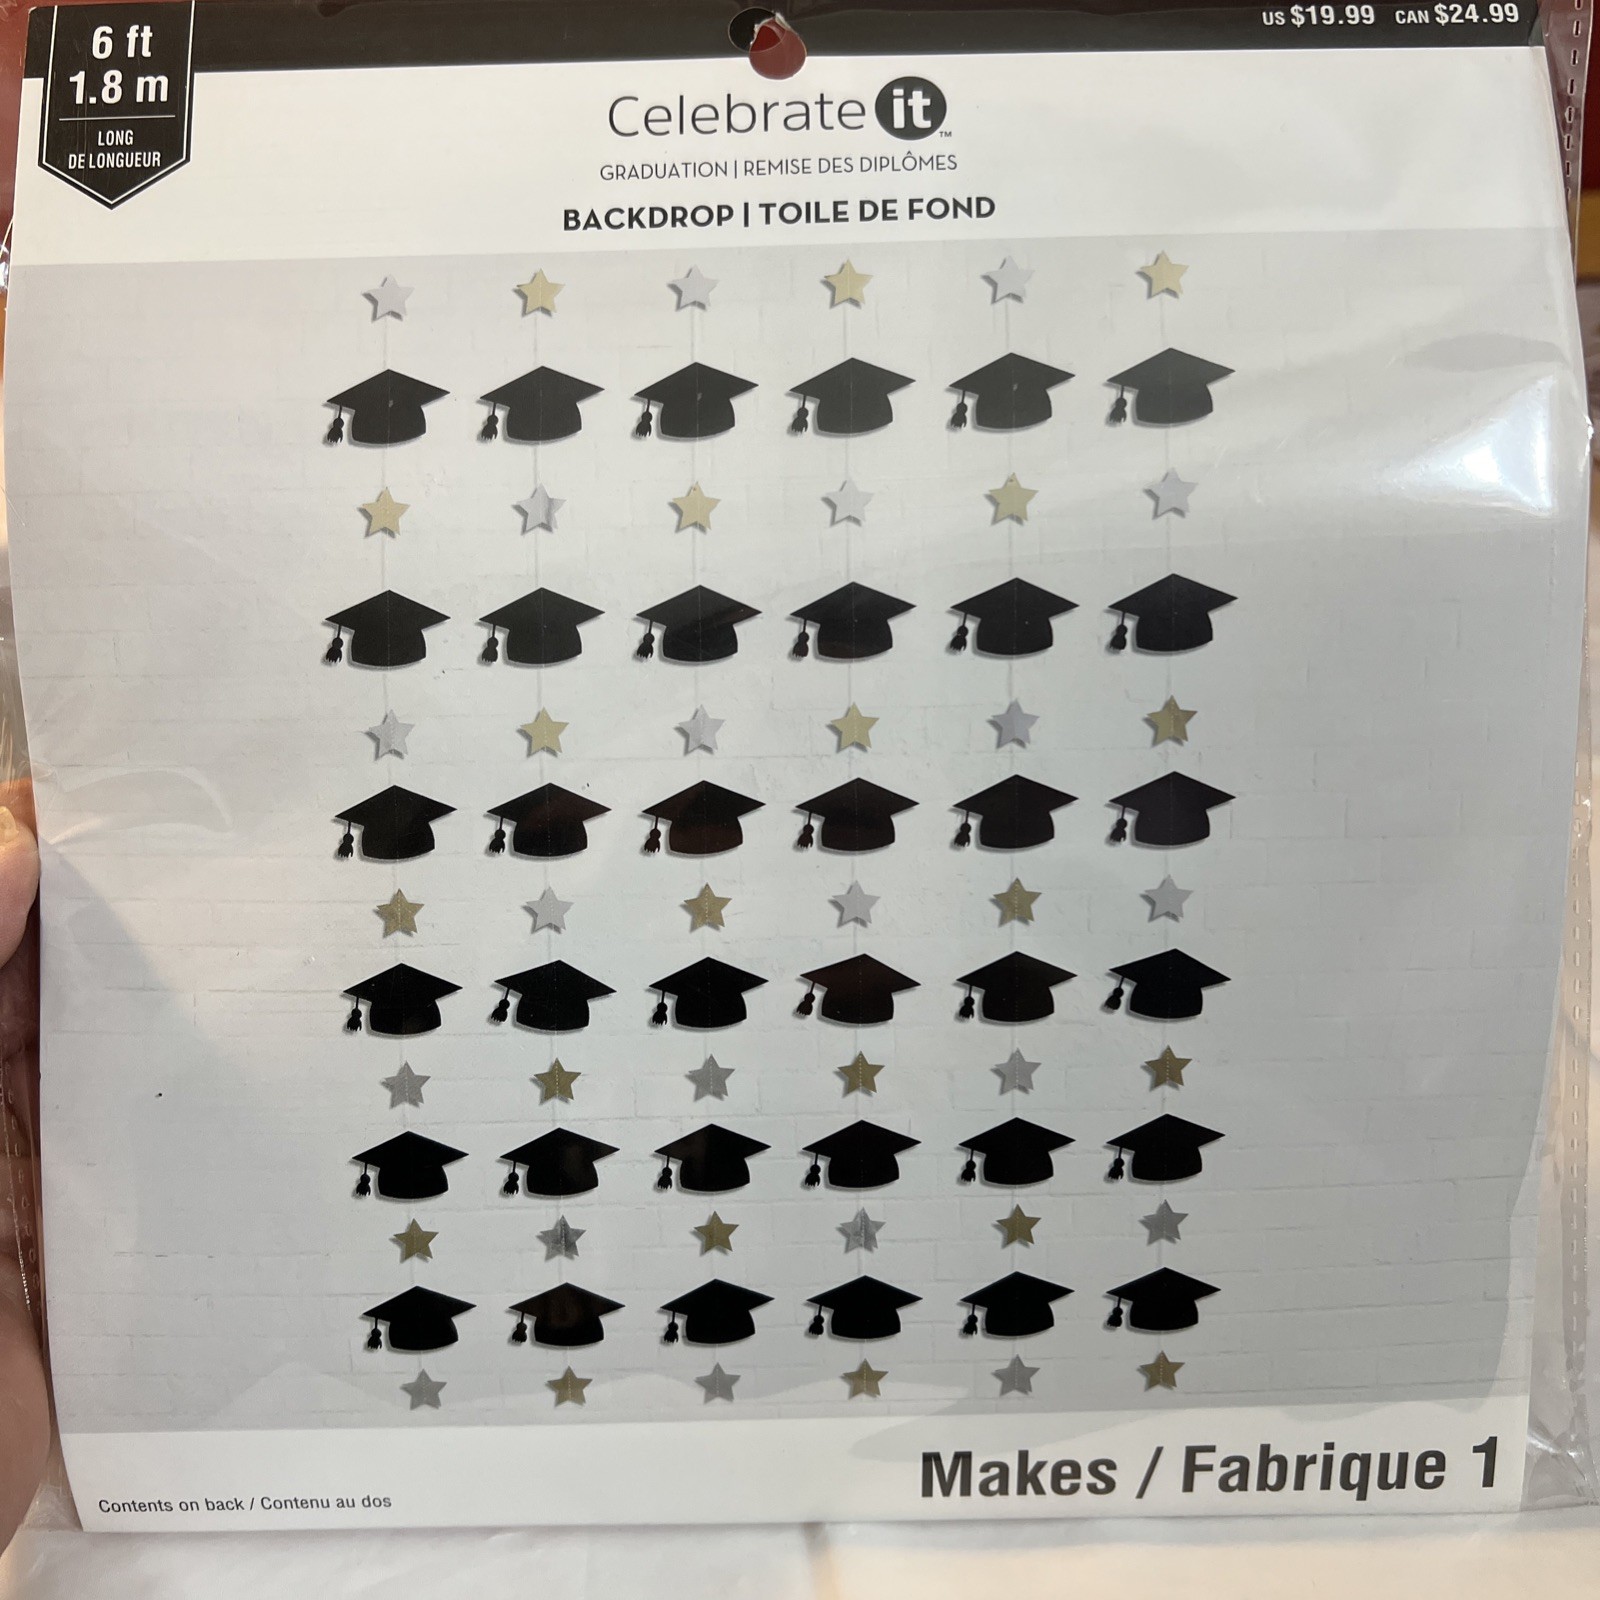 US $19.99 CAN $24.99
6 ft
1.8 m
LONG
DE LONGUEUR
Celebrate it™
GRADUATION | REMISE DES DIPLÔMES
BACKDROP | TOILE DE FOND
Makes / Fabrique 1
Contents on back / Contenu au dos